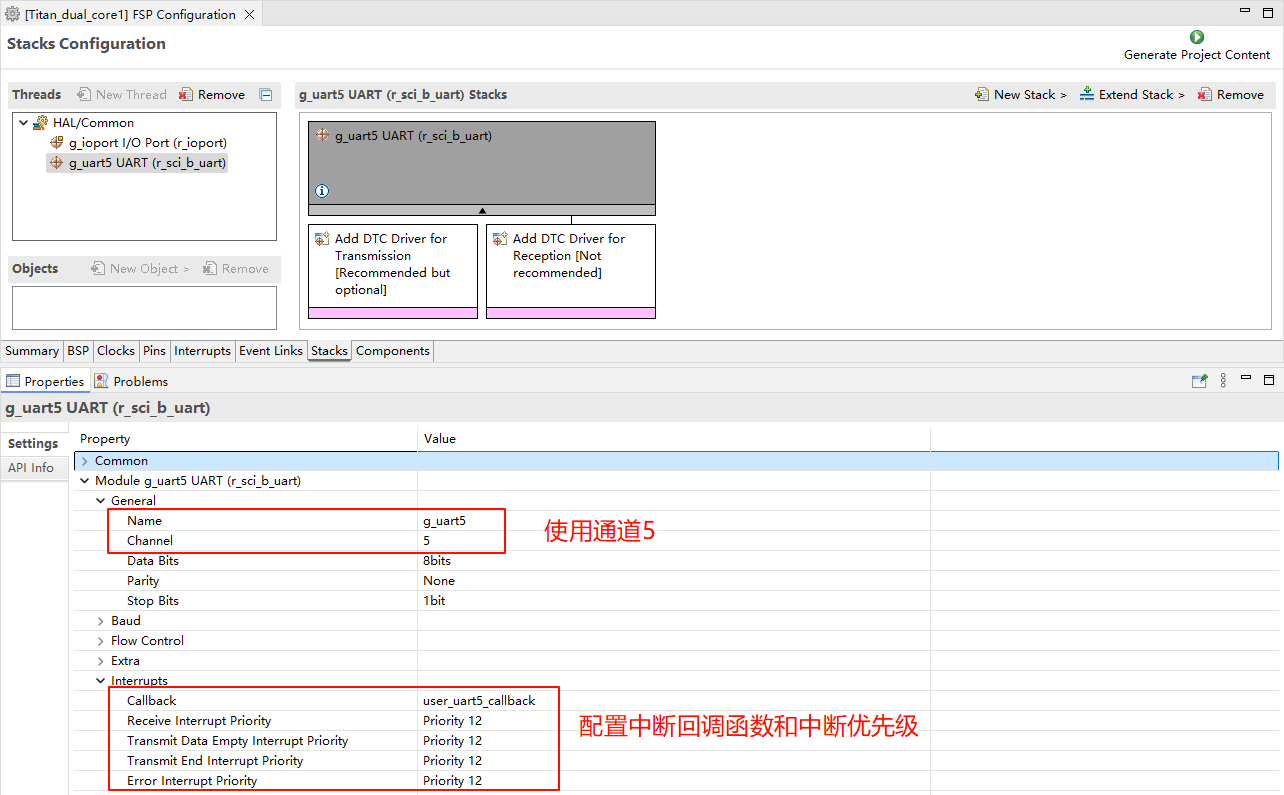 [Titan_dual_core1] FSP Configuration
Stacks Configuration
Generate Project Content
Threads
New Thread
Remove
HAL/Common
g_ioport I/O Port (r_ioport)
g_uart5 UART (r_sci_b_uart)
Objects
New Object >
Remove
g_uart5 UART (r_sci_b_uart) Stacks
New Stack >
Extend Stack >
Remove
g_uart5 UART (r_sci_b_uart)
Add DTC Driver for
Transmission
[Recommended but
optional]
Add DTC Driver for
Reception [Not
recommended]
Summary BSP Clocks Pins Interrupts Event Links Stacks Components
Properties Problems
g_uart5 UART (r_sci_b_uart)
Settings
API Info
Property Value
Common
Module g_uart5 UART (r_sci_b_uart)
General
Name g_uart5
Channel 5
使用通道5
Data Bits 8bits
Parity None
Stop Bits 1bit
Baud
Flow Control
Extra
Interrupts
Callback user_uart5_callback
Receive Interrupt Priority Priority 12
配置中断回调函数和中断优先级
Transmit Data Empty Interrupt Priority Priority 12
Transmit End Interrupt Priority Priority 12
Error Interrupt Priority Priority 12